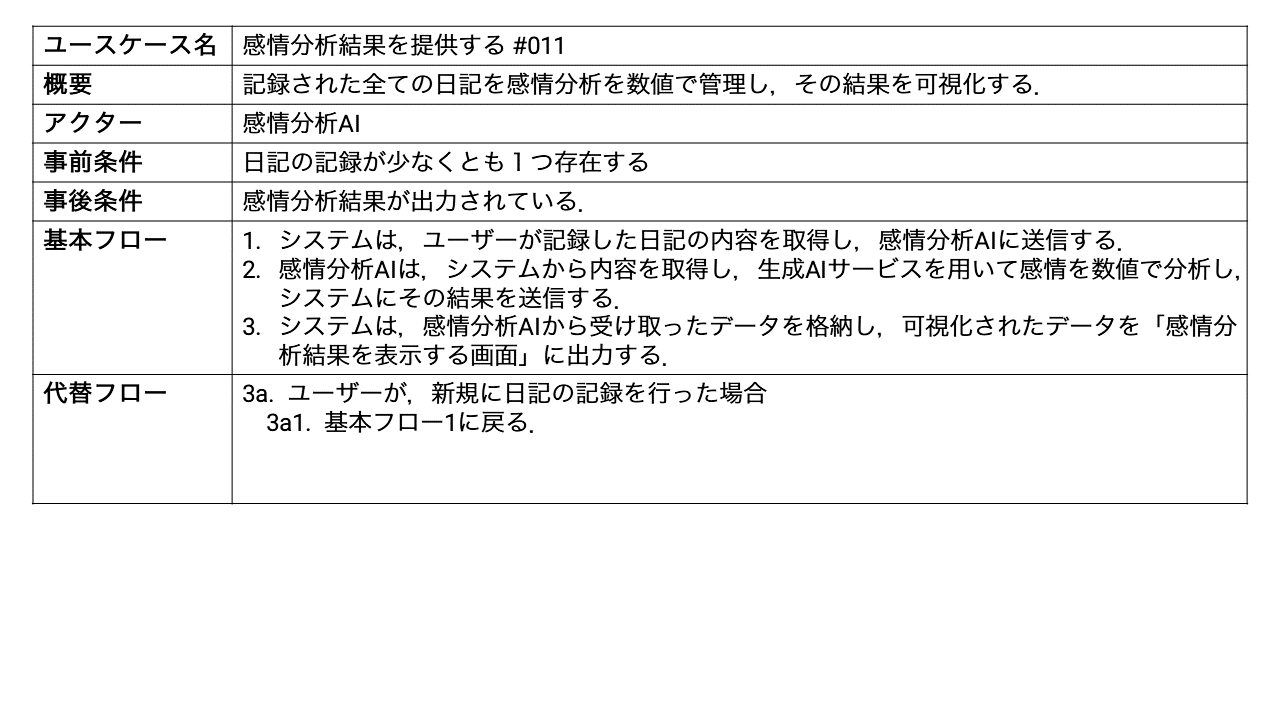 ユースケース名 感情分析結果を提供する #011
概要 記録された全ての日記を感情分析を数値で管理し，その結果を可視化する．
アクター 感情分析AI
事前条件 日記の記録が少なくとも１つ存在する
事後条件 感情分析結果が出力されている．
基本フロー 1. システムは，ユーザーが記録した日記の内容を取得し，感情分析AIに送信する．
2. 感情分析AIは，システムから内容を取得し，生成AIサービスを用いて感情を数値で分析し，
システムにその結果を送信する．
3. システムは，感情分析AIから受け取ったデータを格納し，可視化されたデータを「感情分
析結果を表示する画面」に出力する．
代替フロー 3a. ユーザーが，新規に日記の記録を行った場合
3a1. 基本フロー1に戻る．